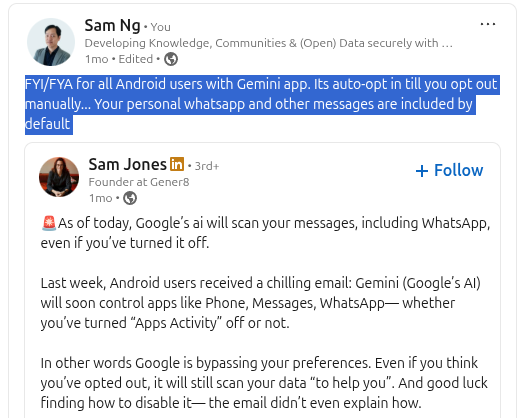 Sam Ng • You
Developing Knowledge, Communities & (Open) Data securely with …
1mo • Edited •
FYI/FYA for all Android users with Gemini app. Its auto-opt in till you opt out
manually... Your personal whatsapp and other messages are included by
default
Sam Jones in • 3rd+
+ Follow
Founder at Gener8
1mo •
🚨As of today, Google’s ai will scan your messages, including WhatsApp,
even if you’ve turned it off.
Last week, Android users received a chilling email: Gemini (Google’s AI)
will soon control apps like Phone, Messages, WhatsApp— whether
you’ve turned “Apps Activity” off or not.
In other words Google is bypassing your preferences. Even if you think
you’ve opted out, it will still scan your data “to help you”. And good luck
finding how to disable it— the email didn’t even explain how.